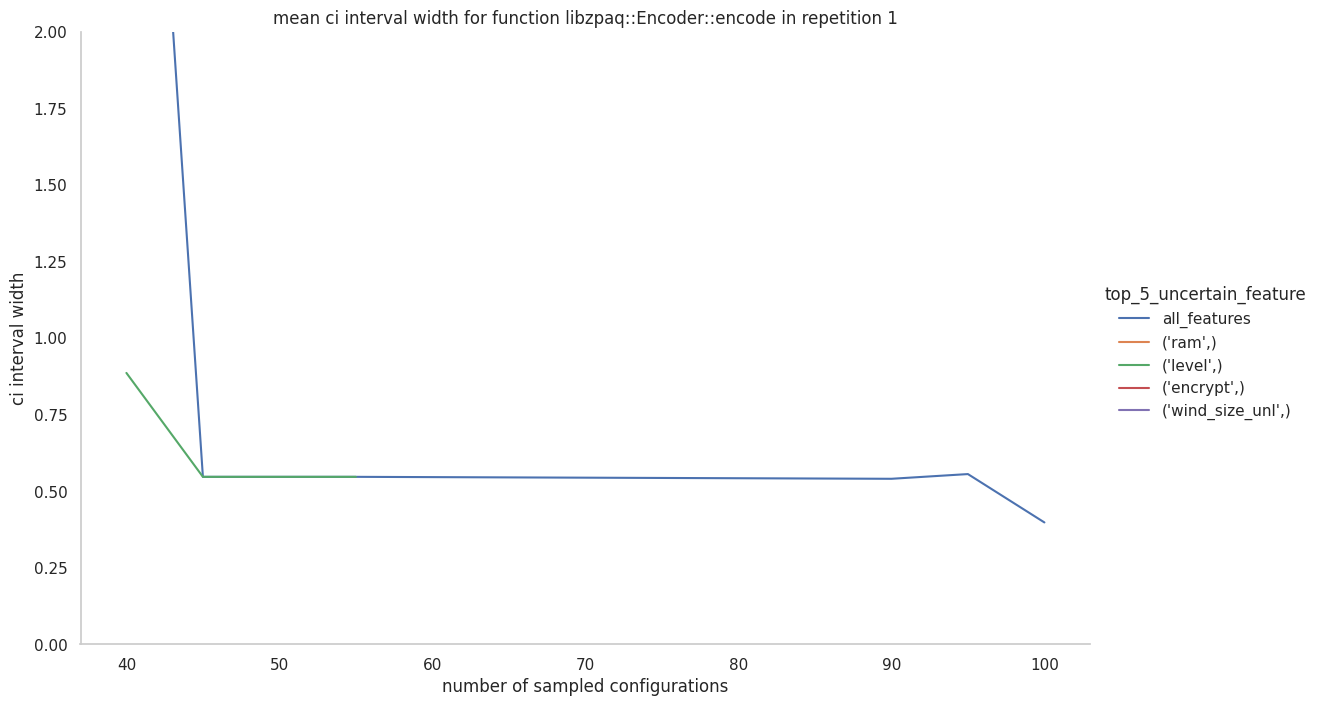 mean ci interval width for function libzpaq::Encoder::encode in repetition 1
2.00
1.75
1.50
1.25
1.00
0.75
0.50
0.25
0.00
ci interval width
40 50 60 70 80 90 100
number of sampled configurations
top_5_uncertain_feature
all_features
('ram',)
('level',)
('encrypt',)
('wind_size_unl',)